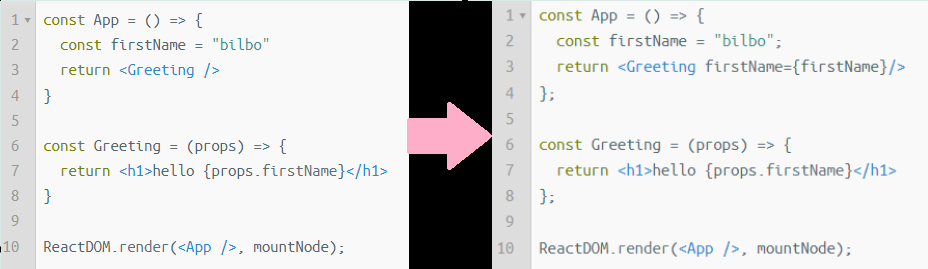 1 const App = () => {
2 const firstName = "bilbo"
3 return <Greeting />
4 }
5
6 const Greeting = (props) => {
7 return <h1>hello {props.firstName}</h1>
8 }
9
10 ReactDOM.render(<App />, mountNode);
1 const App = () => {
2 const firstName = "bilbo";
3 return <Greeting firstName={firstName}/>
4 };
5
6 const Greeting = (props) => {
7 return <h1>hello {props.firstName}</h1>
8 };
9
10 ReactDOM.render(<App />, mountNode);